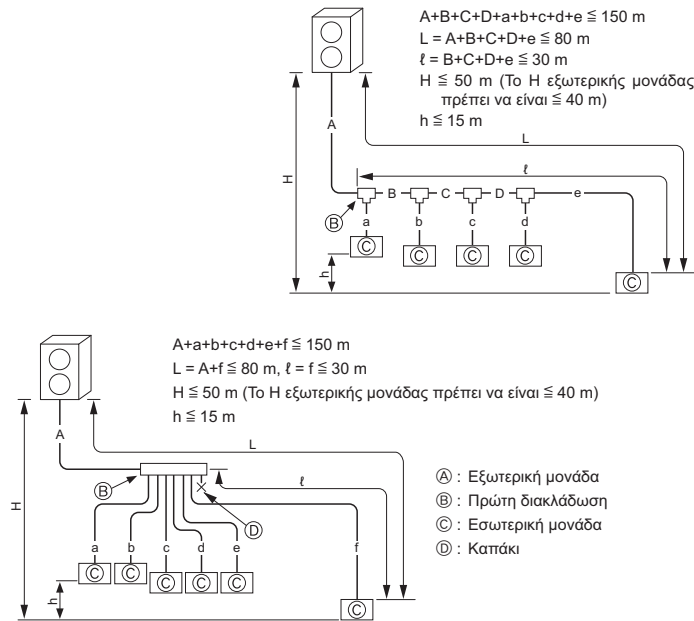 A+B+C+D+a+b+c+d+e ≦ 150 m
L = A+B+C+D+e ≦ 80 m
ℓ = B+C+D+e ≦ 30 m
H ≦ 50 m (Το H εξωτερικής μονάδας
πρέπει να είναι ≦ 40 m)
h ≦ 15 m
A
L
H
ℓ
B C D e
Ⓑ
a b c d
Ⓒ Ⓒ Ⓒ Ⓒ
h
Ⓒ
A+a+b+c+d+e+f ≦ 150 m
L = A+f ≦ 80 m, ℓ = f ≦ 30 m
H ≦ 50 m (Το H εξωτερικής μονάδας πρέπει να είναι ≦ 40 m)
h ≦ 15 m
A
L
H
Ⓑ
ℓ
Ⓓ
a b c d e f
Ⓒ Ⓒ Ⓒ Ⓒ Ⓒ
h
Ⓒ
Ⓐ : Εξωτερική μονάδα
Ⓑ : Πρώτη διακλάδωση
Ⓒ : Εσωτερική μονάδα
Ⓓ : Καπάκι